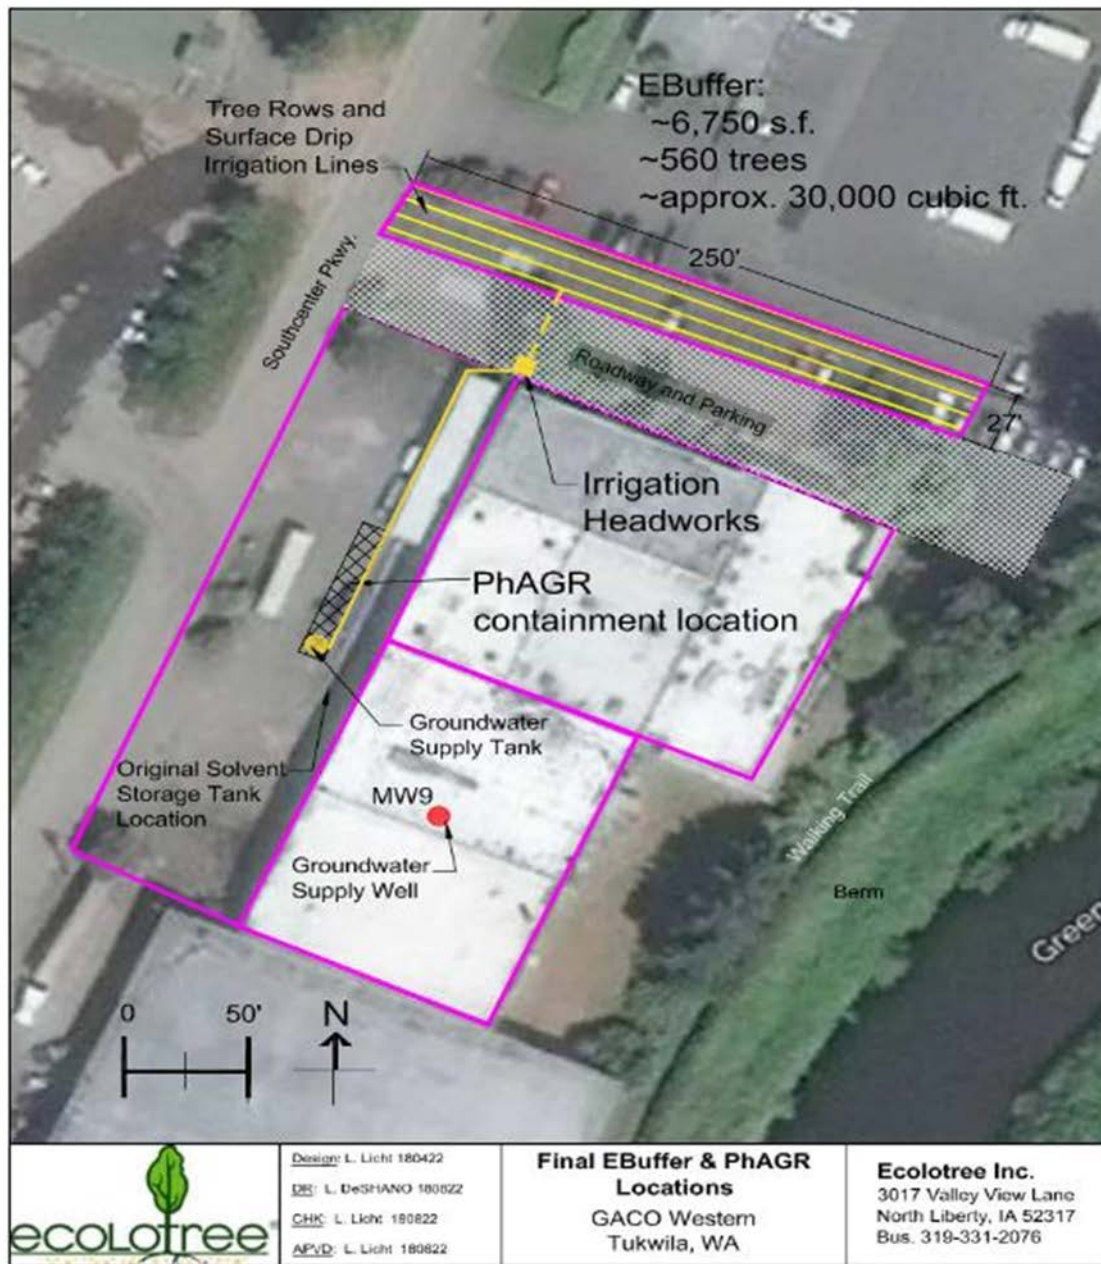 EBuffer:
~6,750 s.f.
~560 trees
~approx. 30,000 cubic ft.
Tree Rows and
Surface Drip
Irrigation Lines
250'
Southcenter Pkwy.
Roadway and Parking
27'
Irrigation
Headworks
PhAGR
containment location
Groundwater
Supply Tank
Original Solvent
Storage Tank
Location
MW9
Groundwater
Supply Well
Walking Trail
Berm
Green
0 50' N
ecolotree
Design: L. Licht 180422
DR: L. DeSHANO 180822
CHK: L. Licht 180822
APVD: L. Licht 180822
Final EBuffer & PhAGR
Locations
GACO Western
Tukwila, WA
Ecolotree Inc.
3017 Valley View Lane
North Liberty, IA 52317
Bus. 319-331-2076